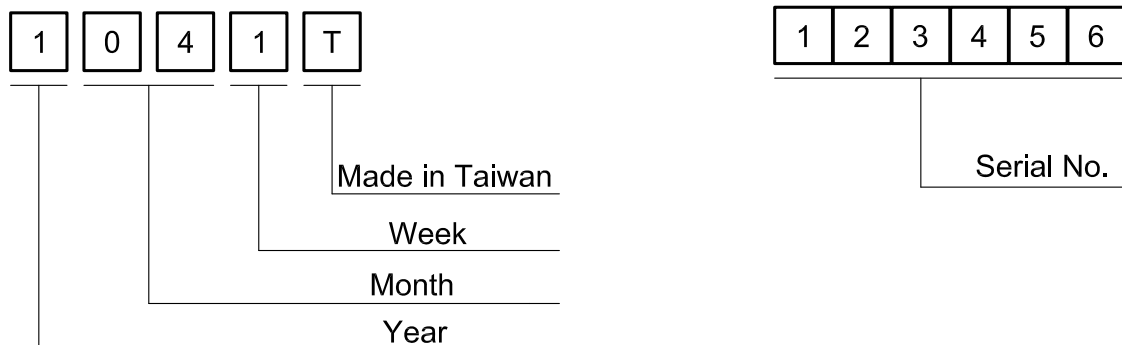 1 0 4 1 T
1 2 3 4 5 6
Made in Taiwan
Serial No.
Week
Month
Year